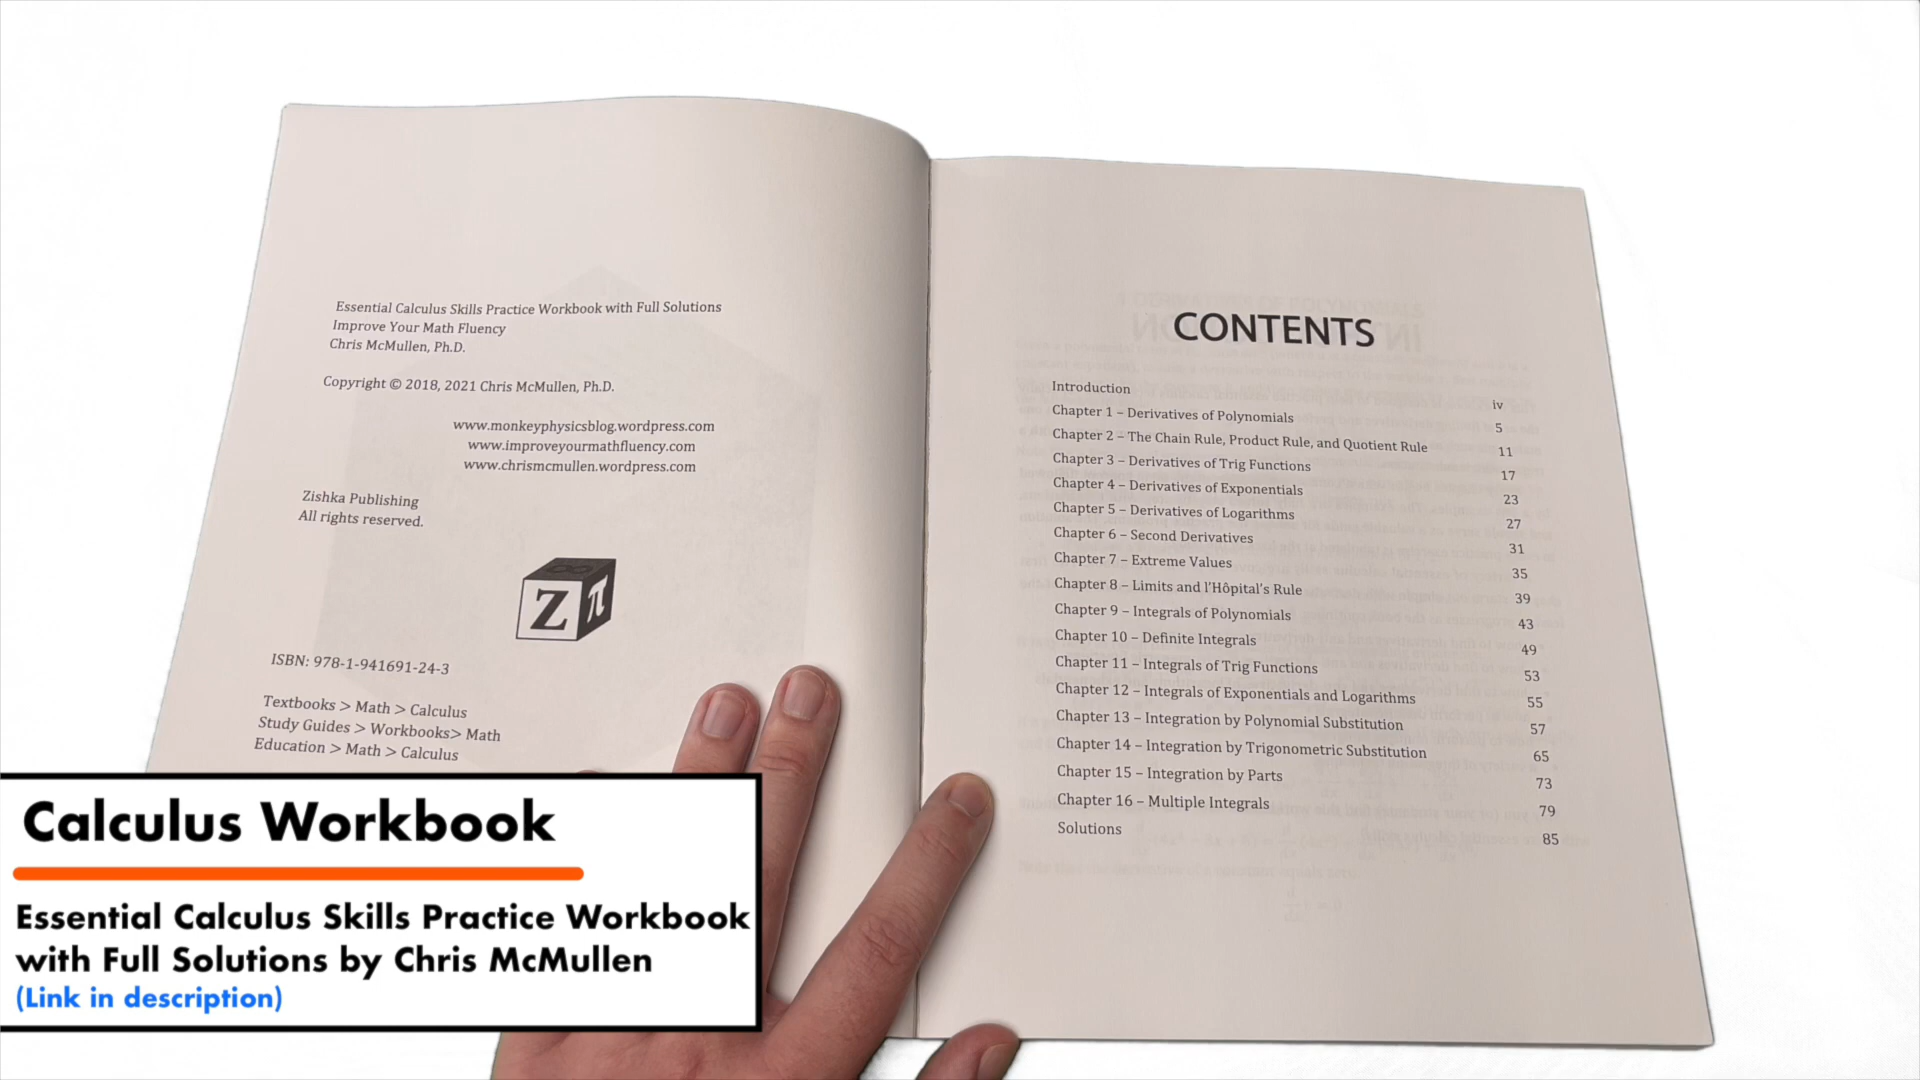 Essential Calculus Skills Practice Workbook with Full Solutions
Improve Your Math Fluency
Chris McMullen, Ph.D.
Copyright © 2018, 2021 Chris McMullen, Ph.D.
www.monkeyphysicsblog.wordpress.com
www.improveyourmathfluency.com
www.chrismcmullen.wordpress.com
Zishka Publishing
All rights reserved.
∞
Z π
ISBN: 978-1-941691-24-3
Textbooks > Math > Calculus
Study Guides > Workbooks> Math
Education > Math > Calculus
CONTENTS
Introduction iv
Chapter 1 – Derivatives of Polynomials 5
Chapter 2 – The Chain Rule, Product Rule, and Quotient Rule 11
Chapter 3 – Derivatives of Trig Functions 17
Chapter 4 – Derivatives of Exponentials 23
Chapter 5 – Derivatives of Logarithms 27
Chapter 6 – Second Derivatives 31
Chapter 7 – Extreme Values 35
Chapter 8 – Limits and l'Hôpital's Rule 39
Chapter 9 – Integrals of Polynomials 43
Chapter 10 – Definite Integrals 49
Chapter 11 – Integrals of Trig Functions 53
Chapter 12 – Integrals of Exponentials and Logarithms 55
Chapter 13 – Integration by Polynomial Substitution 57
Chapter 14 – Integration by Trigonometric Substitution 65
Chapter 15 – Integration by Parts 73
Chapter 16 – Multiple Integrals 79
Solutions 85
Calculus Workbook
Essential Calculus Skills Practice Workbook
with Full Solutions by Chris McMullen
(Link in description)